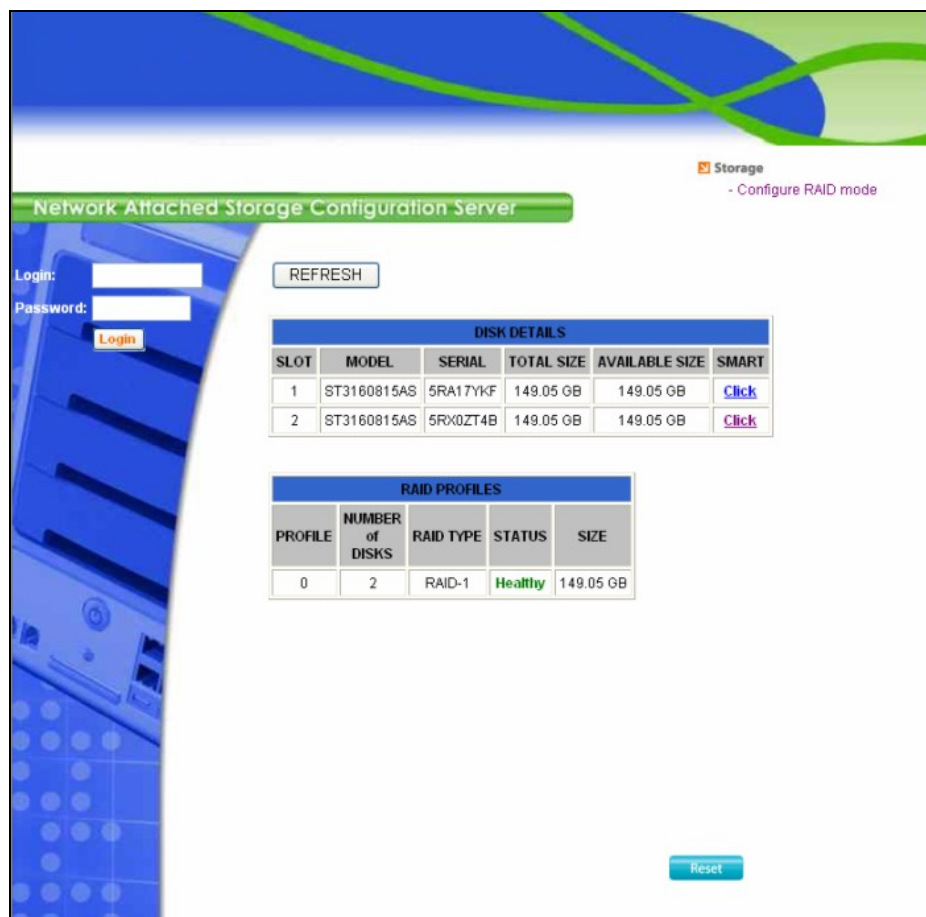 Storage
- Configure RAID mode
Network Attached Storage Configuration Server
Login:
Password:
Login
REFRESH
DISK DETAILS
SLOT MODEL SERIAL TOTAL SIZE AVAILABLE SIZE SMART
1 ST3160815AS 5RA17YKF 149.05 GB 149.05 GB Click
2 ST3160815AS 5RX0ZT4B 149.05 GB 149.05 GB Click
RAID PROFILES
PROFILE NUMBER of DISKS RAID TYPE STATUS SIZE
0 2 RAID-1 Healthy 149.05 GB
Reset